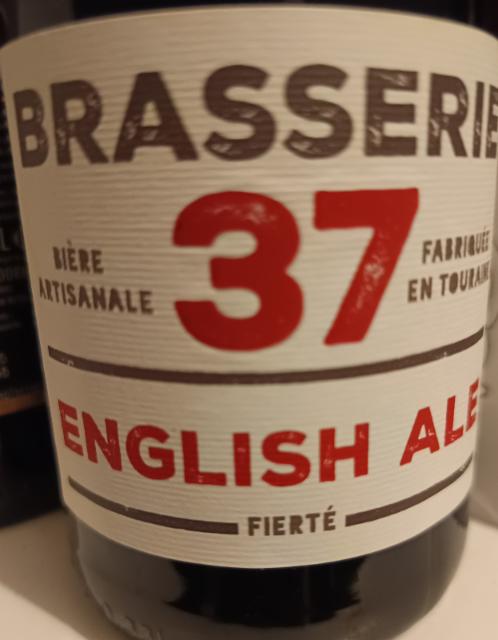 BRASSERIE
37
BIÈRE
ARTISANALE
FABRIQUÉE
EN TOURAINE
ENGLISH ALE
FIERTÉ